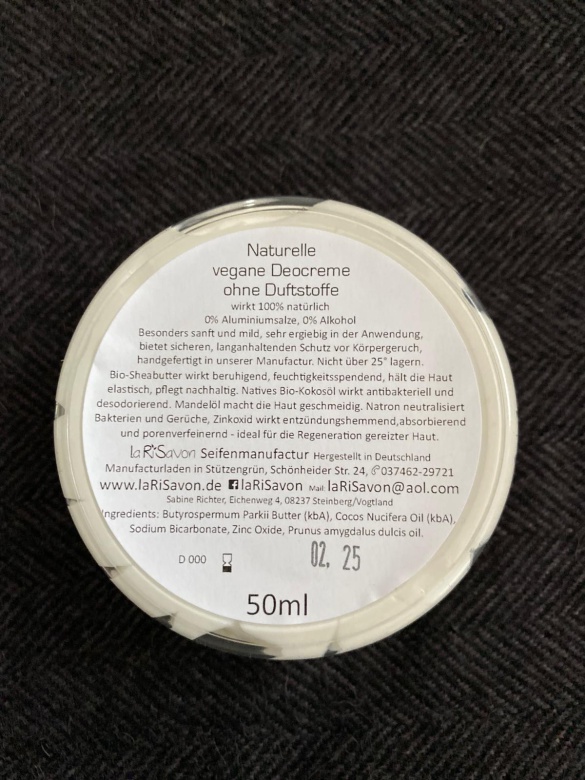 Naturelle
vegane Deocreme
ohne Duftstoffe
wirkt 100% natürlich
0% Aluminiumsalze, 0% Alkohol
Besonders sanft und mild, sehr ergiebig in der Anwendung,
bietet sicheren, langanhaltenden Schutz vor Körpergeruch,
handgefertigt in unserer Manufactur. Nicht über 25° lagern.
Bio-Sheabutter wirkt beruhigend, feuchtigkeitsspendend, hält die Haut
elastisch, pflegt nachhaltig. Natives Bio-Kokosöl wirkt antibakteriell und
desodorierend. Mandelöl macht die Haut geschmeidig. Natron neutralisiert
Bakterien und Gerüche, Zinkoxid wirkt entzündungshemmend,absorbierend
und porenverfeinernd - ideal für die Regeneration gereizter Haut.
laRiSavon Seifenmanufactur Hergestellt in Deutschland
Manufacturladen in Stützengrün, Schönheider Str. 24, ✆037462-29721
www.laRiSavon.de f laRiSavon Mail laRiSavon@aol.com
Sabine Richter, Eichenweg 4, 08237 Steinberg/Vogtland
Ingredients: Butyrospermum Parkii Butter (kbA), Cocos Nucifera Oil (kbA),
Sodium Bicarbonate, Zinc Oxide, Prunus amygdalus dulcis oil.
D 000 02. 25
50ml